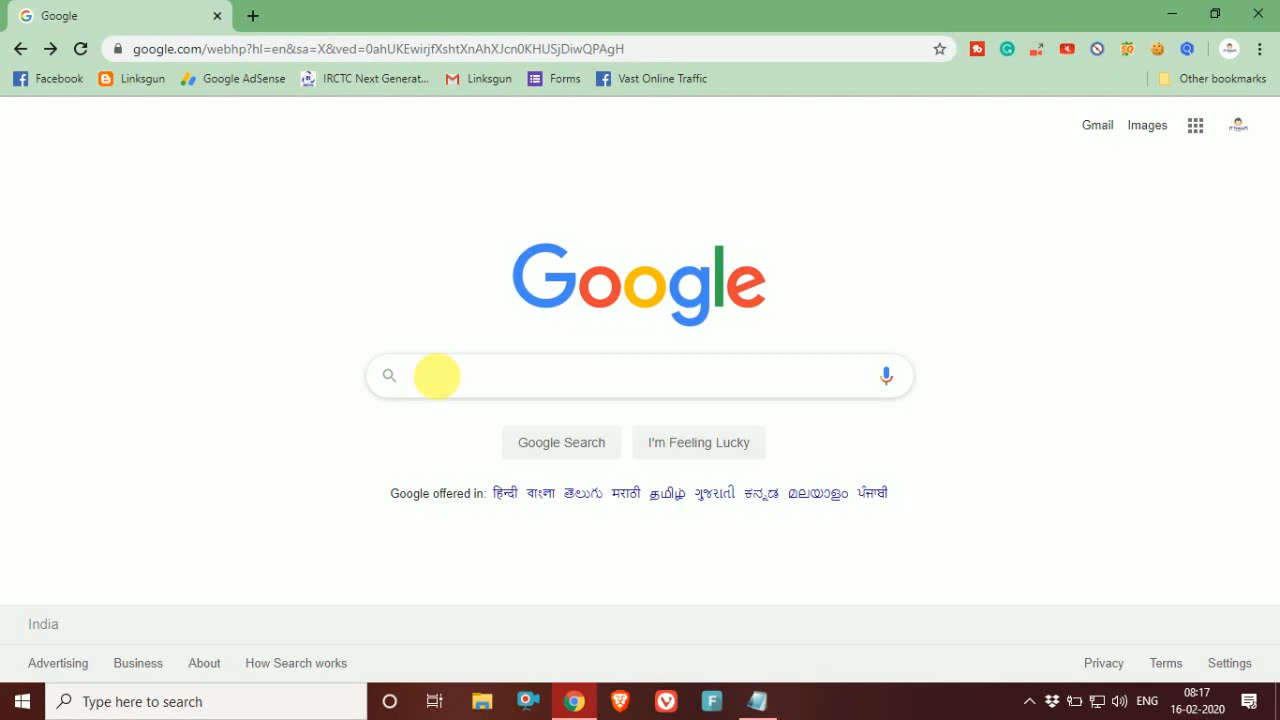 Google
google.com/webhp?hl=en&sa=X&ved=0ahUKEwirjfXshtXnAhXJcn0KHUSjDiwQPAgH
Facebook Linksgun Google AdSense IRCTC Next Generat... Linksgun Forms Vast Online Traffic Other bookmarks
Gmail Images
Google
Google Search I'm Feeling Lucky
Google offered in: हिन्दी বাংলা తెలుగు मराठी தமிழ் ગુજરાતી ಕನ್ನಡ മലയാളം ਪੰਜਾਬੀ
India
Advertising Business About How Search works Privacy Terms Settings
Type here to search ENG 08:17
16-02-2020